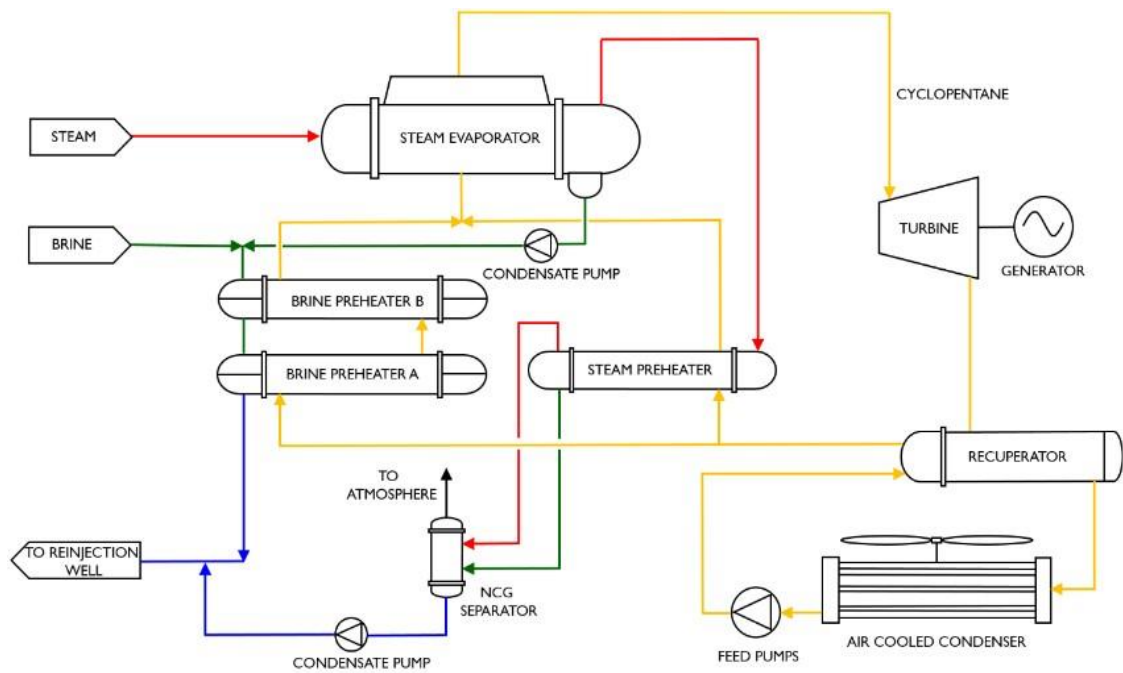 CYCLOPENTANE
STEAM
STEAM EVAPORATOR
TURBINE
BRINE
CONDENSATE PUMP
GENERATOR
BRINE PREHEATER B
BRINE PREHEATER A
STEAM PREHEATER
RECUPERATOR
TO
ATMOSPHERE
TO REINJECTION
WELL
NCG
SEPARATOR
CONDENSATE PUMP
FEED PUMPS
AIR COOLED CONDENSER